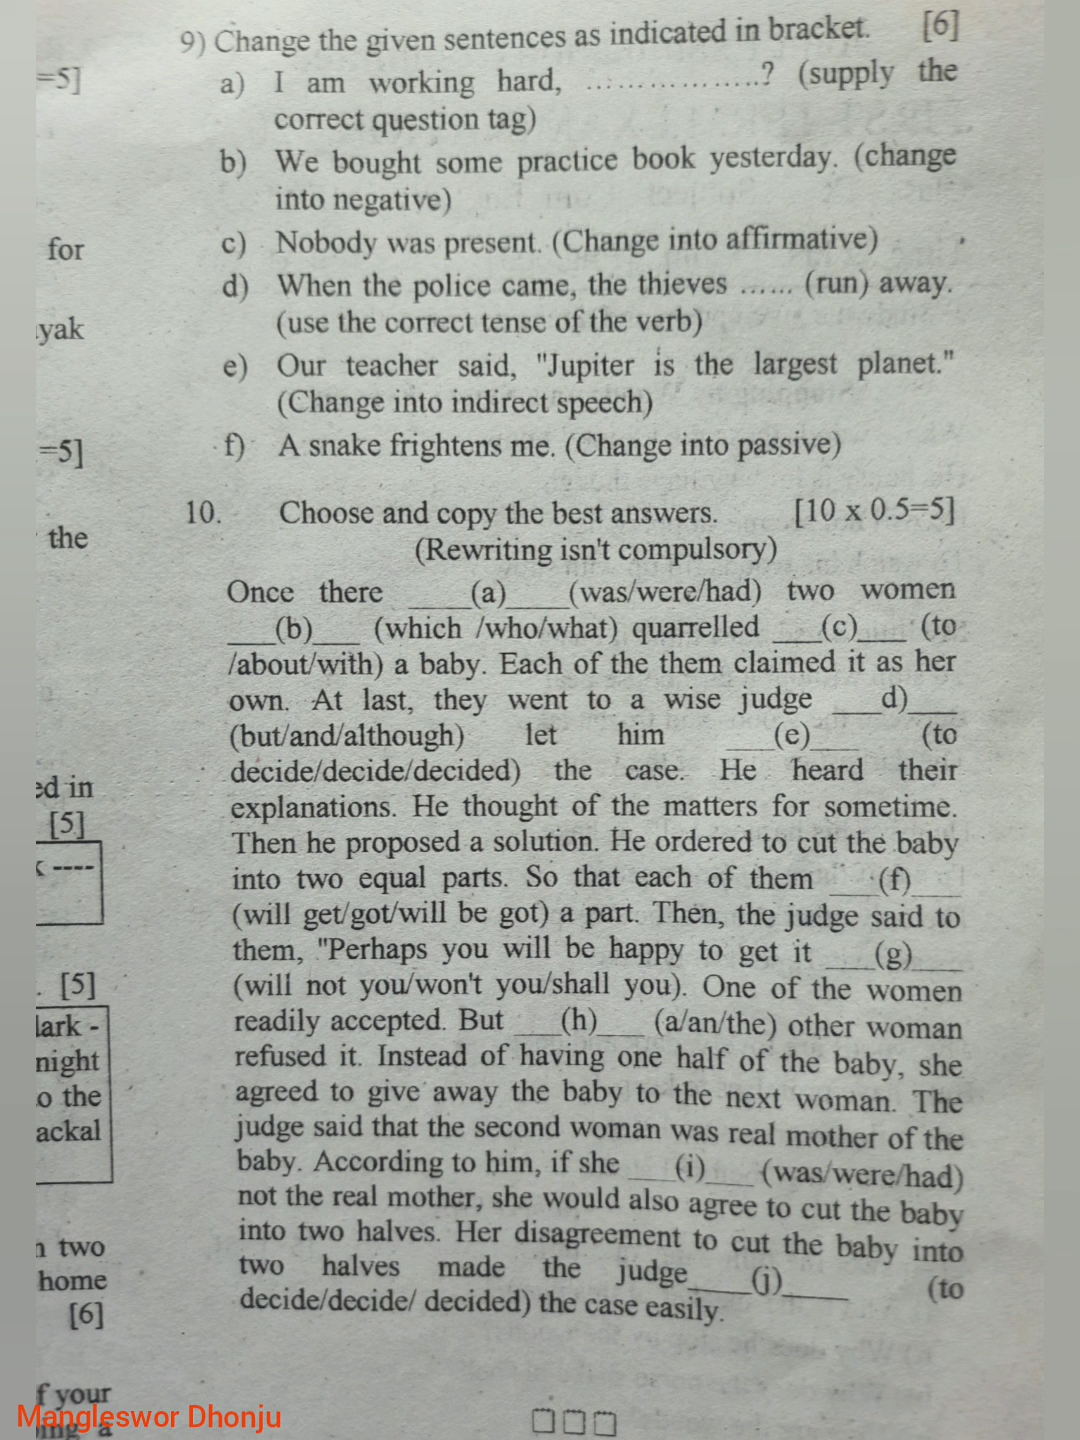 =5]
for
yak
=5]
the
ed in
[5]
----
[5]
lark -
night
o the
ackal
two
home
[6]
f your
a
9) Change the given sentences as indicated in bracket. [6]
a) I am working hard, .................? (supply the
correct question tag)
b) We bought some practice book yesterday. (change
into negative)
c) Nobody was present. (Change into affirmative)
d) When the police came, the thieves ...... (run) away.
(use the correct tense of the verb)
e) Our teacher said, "Jupiter is the largest planet."
(Change into indirect speech)
f) A snake frightens me. (Change into passive)
10. Choose and copy the best answers. [10 x 0.5=5]
(Rewriting isn't compulsory)
Once there ____(a)____(was/were/had) two women
___(b)___ (which /who/what) quarrelled ___(c)___ (to
/about/with) a baby. Each of the them claimed it as her
own. At last, they went to a wise judge ___d)___
(but/and/although) let him ___(e)___ (to
decide/decide/decided) the case. He heard their
explanations. He thought of the matters for sometime.
Then he proposed a solution. He ordered to cut the baby
into two equal parts. So that each of them ___(f)___
(will get/got/will be got) a part. Then, the judge said to
them, "Perhaps you will be happy to get it ___(g)___
(will not you/won't you/shall you). One of the women
readily accepted. But ___(h)___ (a/an/the) other woman
refused it. Instead of having one half of the baby, she
agreed to give away the baby to the next woman. The
judge said that the second woman was real mother of the
baby. According to him, if she ___(i)___ (was/were/had)
not the real mother, she would also agree to cut the baby
into two halves. Her disagreement to cut the baby into
two halves made the judge____(j)____ (to
decide/decide/ decided) the case easily.
Mangleswor Dhonju